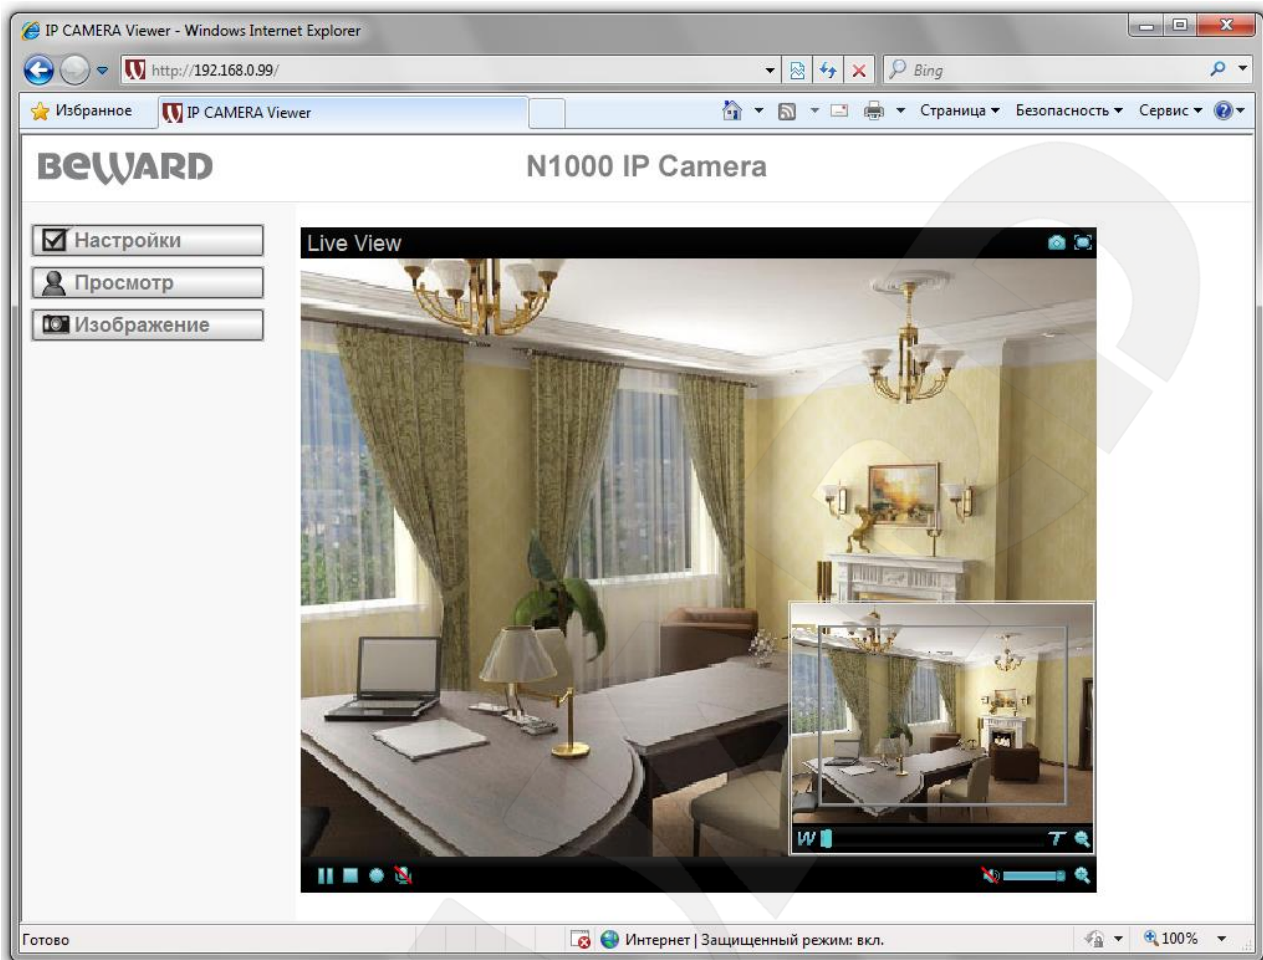 IP CAMERA Viewer - Windows Internet Explorer
http://192.168.0.99/
Bing
Избранное
IP CAMERA Viewer
Страница
Безопасность
Сервис
BEWARD
N1000 IP Camera
Настройки
Просмотр
Изображение
Live View
W
T
Готово
Интернет | Защищенный режим: вкл.
100%